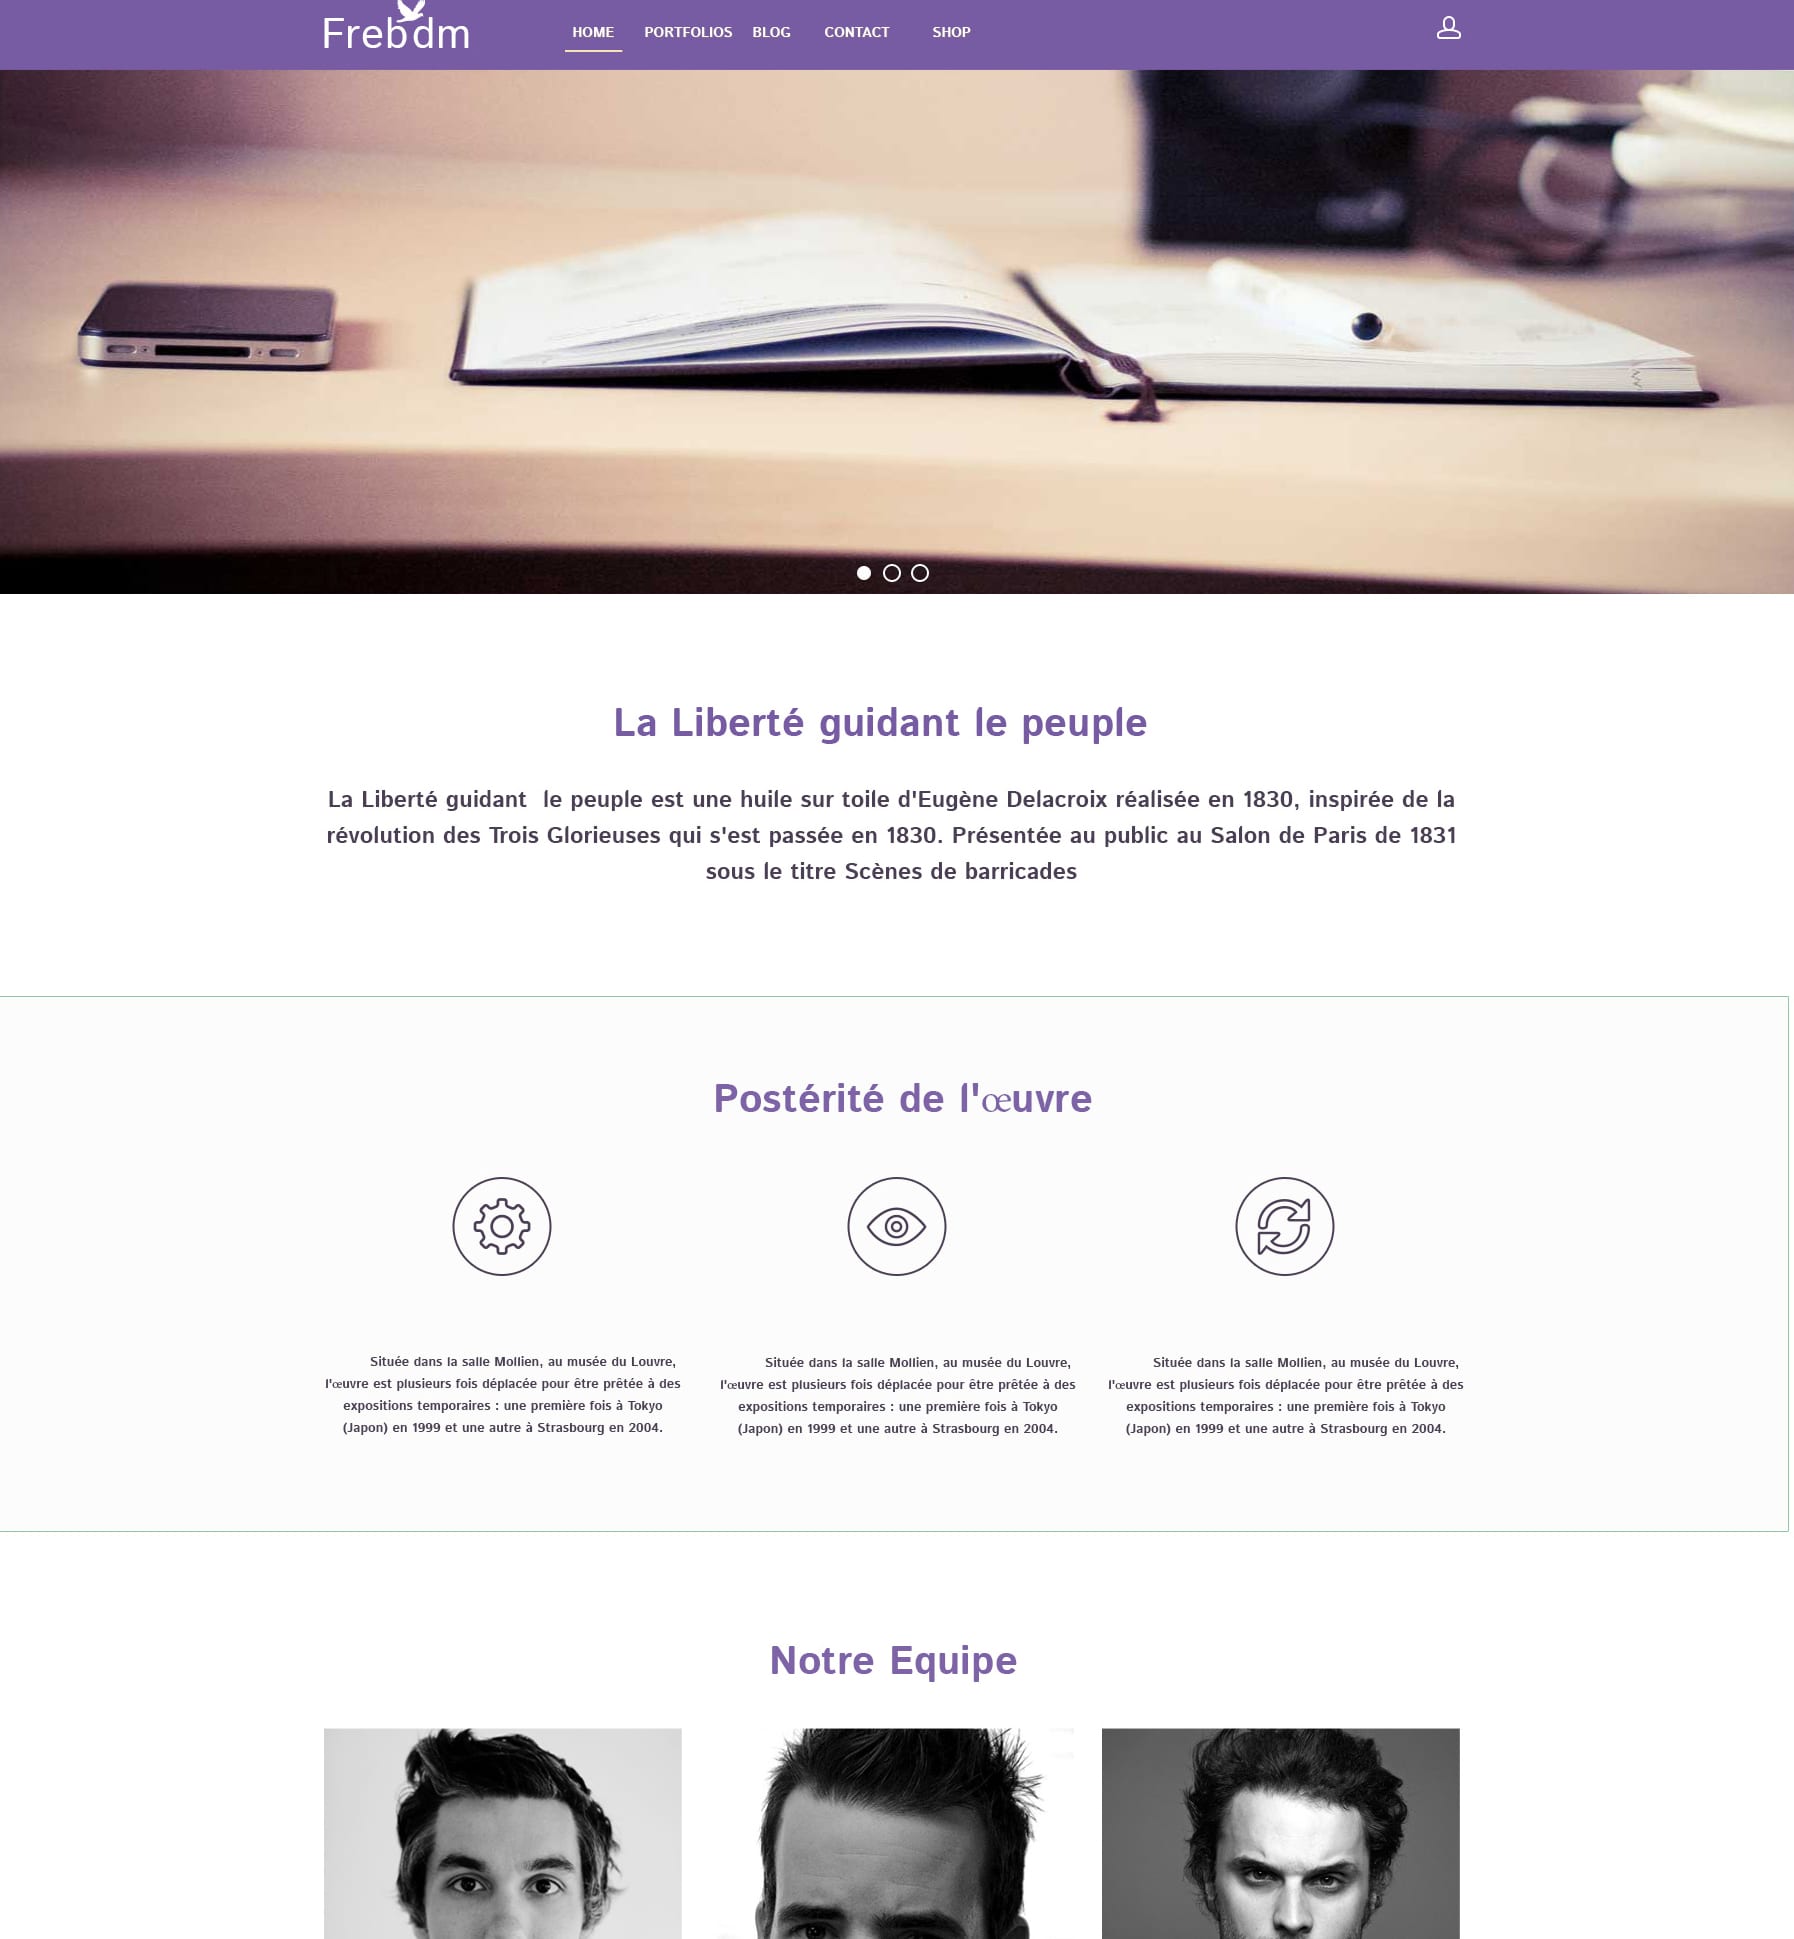 Frebdm
HOME PORTFOLIOS BLOG CONTACT SHOP
La Liberté guidant le peuple
La Liberté guidant le peuple est une huile sur toile d'Eugène Delacroix réalisée en 1830, inspirée de la
révolution des Trois Glorieuses qui s'est passée en 1830. Présentée au public au Salon de Paris de 1831
sous le titre Scènes de barricades
Postérité de l'œuvre
Située dans la salle Mollien, au musée du Louvre,
l'œuvre est plusieurs fois déplacée pour être prêtée à des
expositions temporaires : une première fois à Tokyo
(Japon) en 1999 et une autre à Strasbourg en 2004.
Située dans la salle Mollien, au musée du Louvre,
l'œuvre est plusieurs fois déplacée pour être prêtée à des
expositions temporaires : une première fois à Tokyo
(Japon) en 1999 et une autre à Strasbourg en 2004.
Située dans la salle Mollien, au musée du Louvre,
l'œuvre est plusieurs fois déplacée pour être prêtée à des
expositions temporaires : une première fois à Tokyo
(Japon) en 1999 et une autre à Strasbourg en 2004.
Notre Equipe